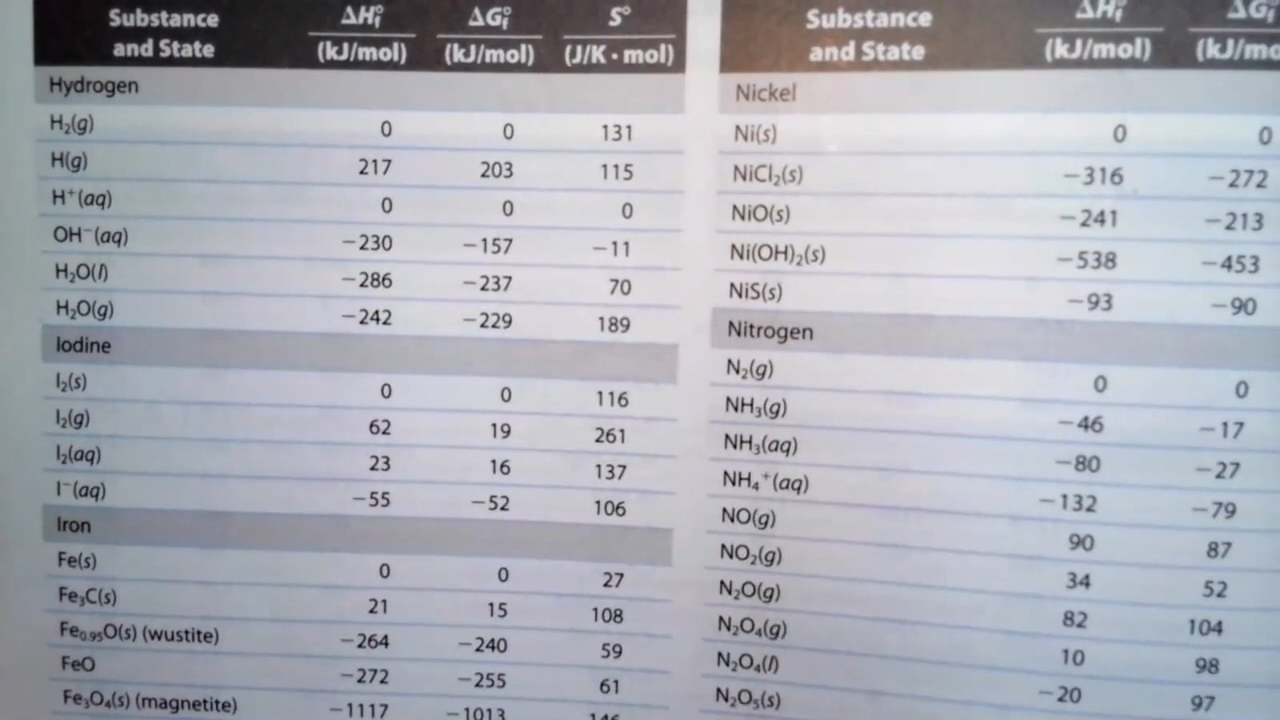 Substance and State ΔH°f (kJ/mol) ΔG°f (kJ/mol) S° (J/K · mol)
Hydrogen
H₂(g) 0 0 131
H(g) 217 203 115
H⁺(aq) 0 0 0
OH⁻(aq) −230 −157 −11
H₂O(l) −286 −237 70
H₂O(g) −242 −229 189
Iodine
I₂(s) 0 0 116
I₂(g) 62 19 261
I₂(aq) 23 16 137
I⁻(aq) −55 −52 106
Iron
Fe(s) 0 0 27
Fe₃C(s) 21 15 108
Fe₀.₉₅O(s) (wustite) −264 −240 59
FeO −272 −255 61
Fe₃O₄(s) (magnetite) −1117 −1013 146
Substance and State ΔH°f (kJ/mol) ΔG°f
Nickel
Ni(s) 0 0
NiCl₂(s) −316 −272
NiO(s) −241 −213
Ni(OH)₂(s) −538 −453
NiS(s) −93 −90
Nitrogen
N₂(g) 0 0
NH₃(g) −46 −17
NH₃(aq) −80 −27
NH₄⁺(aq) −132 −79
NO(g) 90 87
NO₂(g) 34 52
N₂O(g) 82 104
N₂O₄(g) 10 98
N₂O₄(l) −20 97
N₂O₅(s)